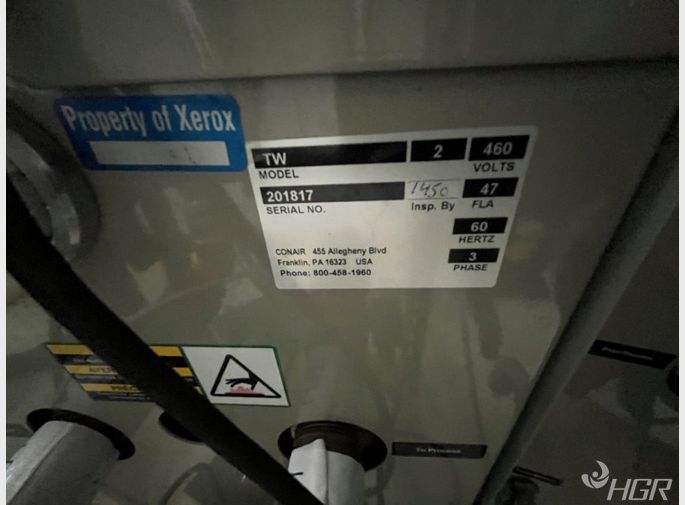 Property of Xerox
TW 2 460
MODEL VOLTS
201817 1450 47
SERIAL NO. Insp. By FLA
60
HERTZ
CONAIR 455 Allegheny Blvd
3
Franklin, PA 16323 USA
PHASE
Phone: 800-458-1960
To Process
HGR